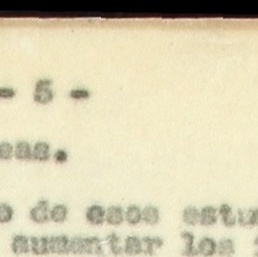 - 5 -
eas.
o de esos estu
aumentar los